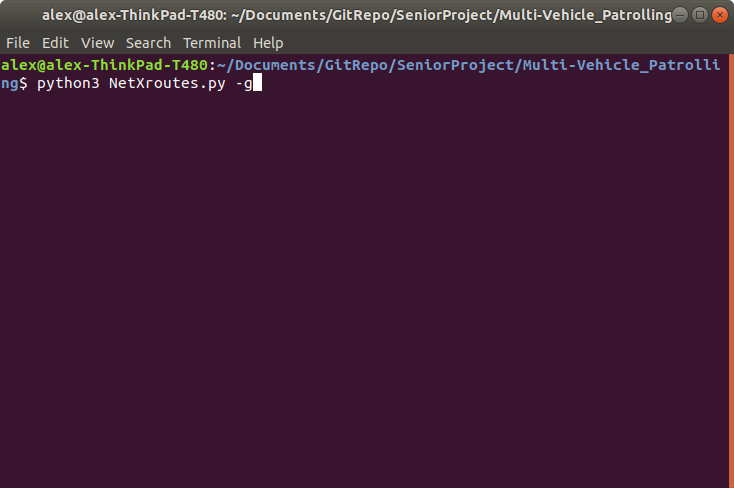 alex@alex-ThinkPad-T480: ~/Documents/GitRepo/SeniorProject/Multi-Vehicle_Patrolling
File Edit View Search Terminal Help
alex@alex-ThinkPad-T480:~/Documents/GitRepo/SeniorProject/Multi-Vehicle_Patrolli
ng$ python3 NetXroutes.py -g